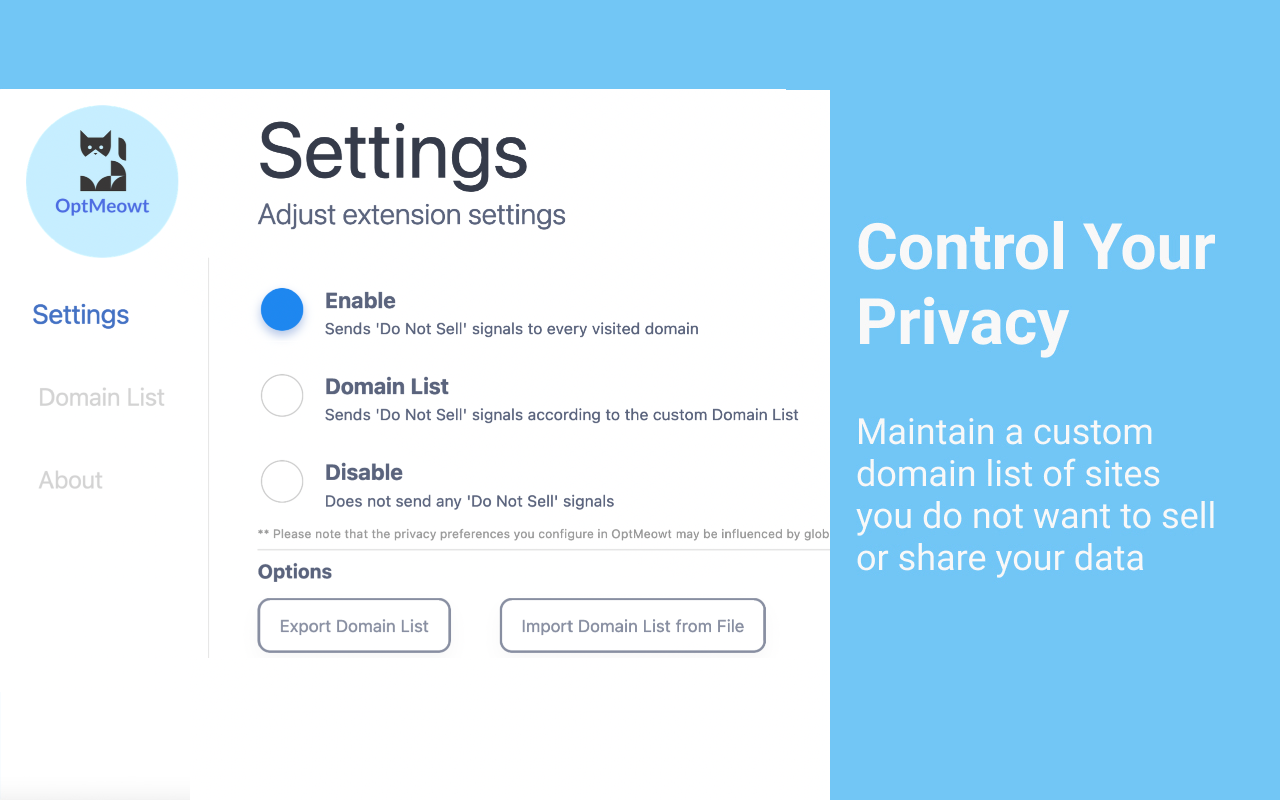 OptMeowt
Settings
Domain List
About
Settings
Adjust extension settings
Enable
Sends 'Do Not Sell' signals to every visited domain
Domain List
Sends 'Do Not Sell' signals according to the custom Domain List
Disable
Does not send any 'Do Not Sell' signals
** Please note that the privacy preferences you configure in OptMeowt may be influenced by glob
Options
Export Domain List
Import Domain List from File
Control Your
Privacy
Maintain a custom
domain list of sites
you do not want to sell
or share your data